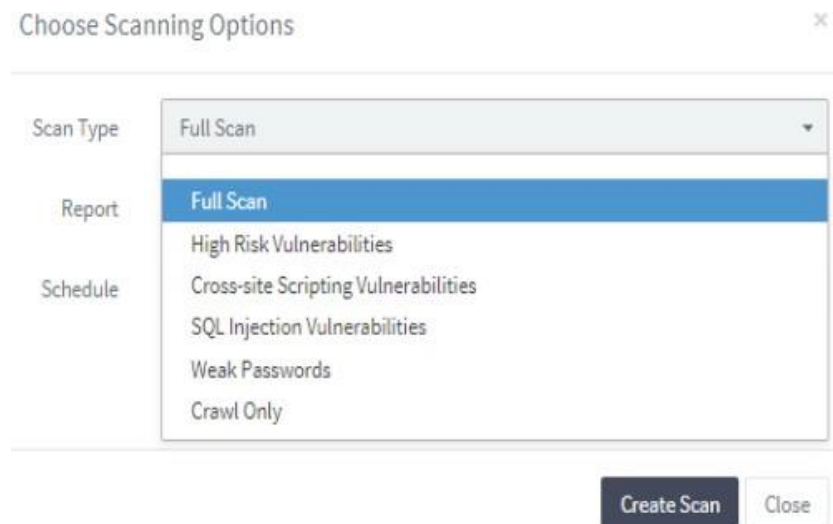 Choose Scanning Options
×
Scan Type
Full Scan
Report
Full Scan
High Risk Vulnerabilities
Schedule
Cross-site Scripting Vulnerabilities
SQL Injection Vulnerabilities
Weak Passwords
Crawl Only
Create Scan
Close